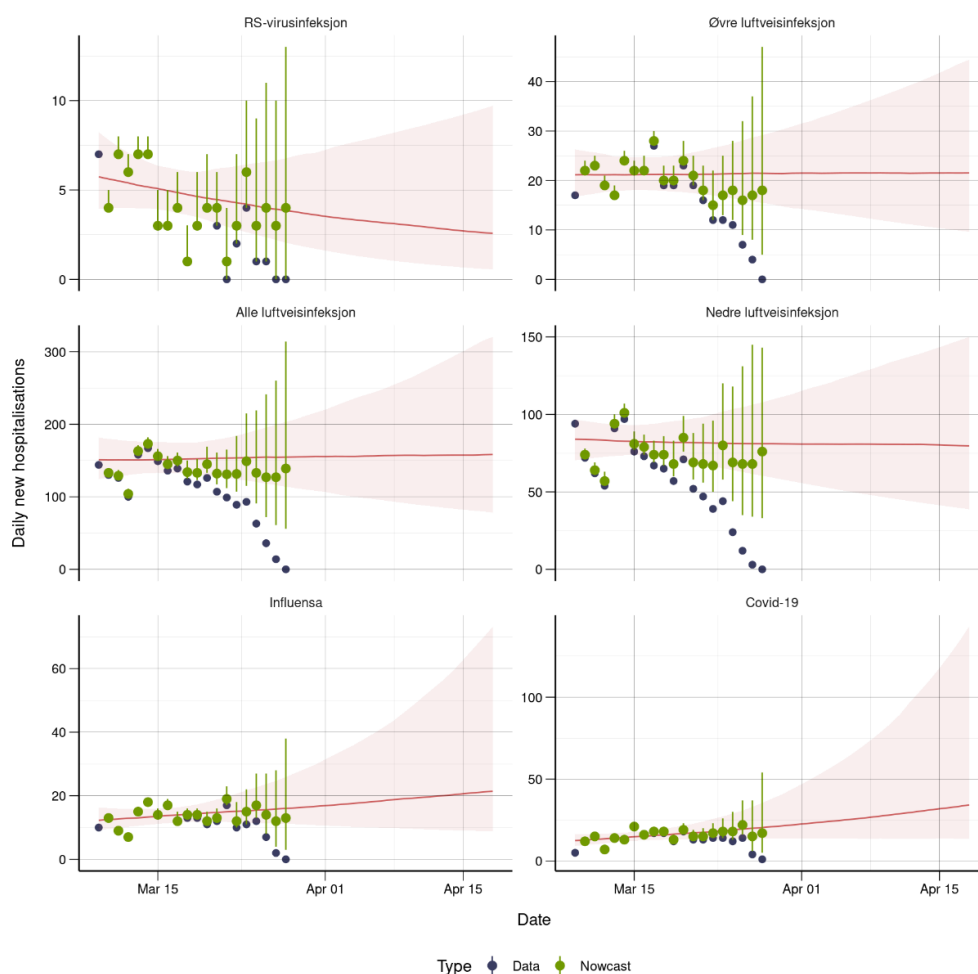 RS-virusinfeksjon
Øvre luftveisinfeksjon
10
5
0
40
30
20
10
0
Alle luftveisinfeksjon
Nedre luftveisinfeksjon
300
200
100
0
150
100
50
0
Daily new hospitalisations
Influensa
Covid-19
60
40
20
0
100
50
0
Mar 15
Apr 01
Apr 15
Mar 15
Apr 01
Apr 15
Date
Type Data Nowcast